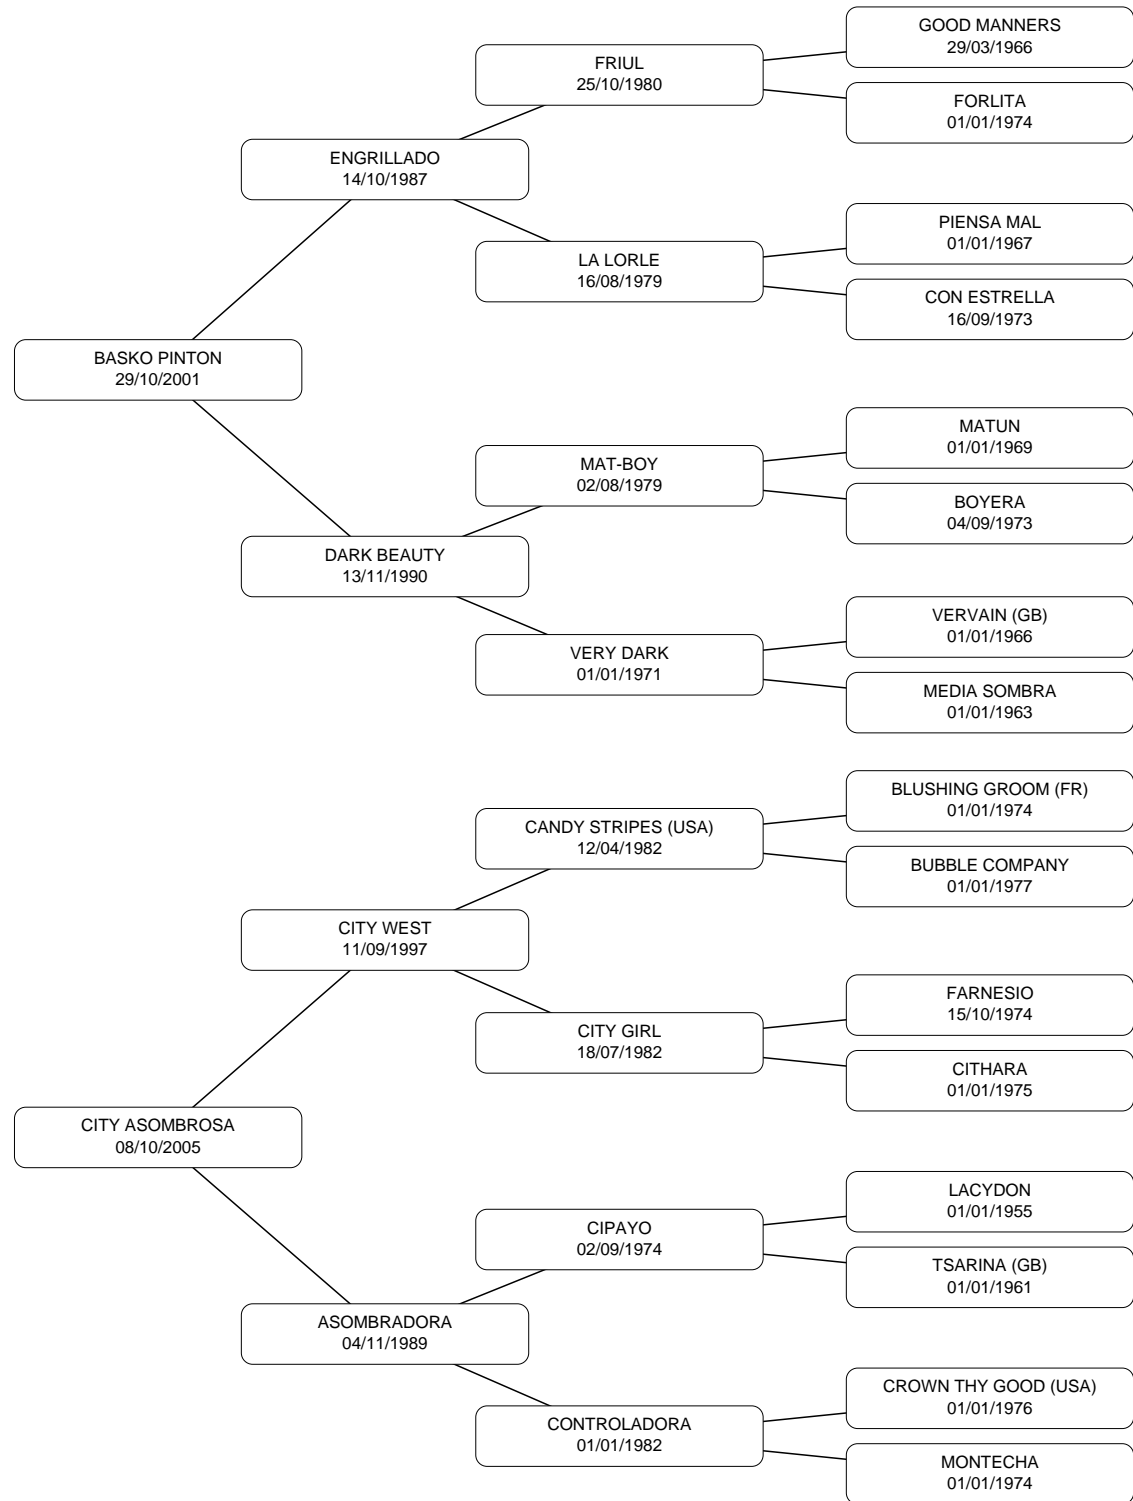 GOOD MANNERS
29/03/1966
FRIUL
25/10/1980
FORLITA
01/01/1974
ENGRILLADO
14/10/1987
PIENSA MAL
01/01/1967
LA LORLE
16/08/1979
CON ESTRELLA
16/09/1973
BASKO PINTON
29/10/2001
MATUN
01/01/1969
MAT-BOY
02/08/1979
BOYERA
04/09/1973
DARK BEAUTY
13/11/1990
VERVAIN (GB)
01/01/1966
VERY DARK
01/01/1971
MEDIA SOMBRA
01/01/1963
BLUSHING GROOM (FR)
01/01/1974
CANDY STRIPES (USA)
12/04/1982
BUBBLE COMPANY
01/01/1977
CITY WEST
11/09/1997
FARNESIO
15/10/1974
CITY GIRL
18/07/1982
CITHARA
01/01/1975
CITY ASOMBROSA
08/10/2005
LACYDON
01/01/1955
CIPAYO
02/09/1974
TSARINA (GB)
01/01/1961
ASOMBRADORA
04/11/1989
CROWN THY GOOD (USA)
01/01/1976
CONTROLADORA
01/01/1982
MONTECHA
01/01/1974